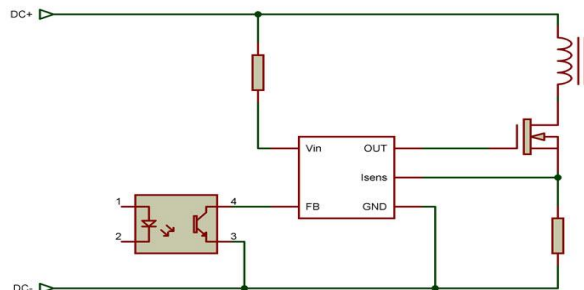 DC+
Vin OUT
Isens
1 4 FB GND
2 3
DC-